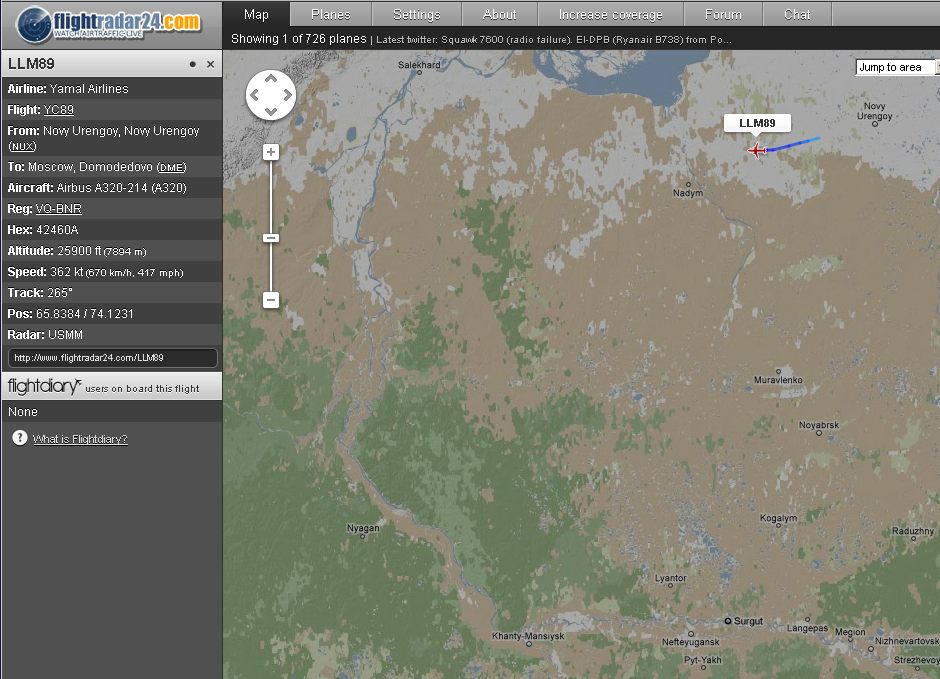 flightradar24.com
WATCH AIR TRAFFIC LIVE
Map Planes Settings About Increase coverage Forum Chat
Showing 1 of 726 planes | Latest twitter: Squawk 7600 (radio failure). EI-DPB (Ryanair B738) from Po...
LLM89
Airline: Yamal Airlines
Flight: YC89
From: Novy Urengoy, Novy Urengoy
(NUX)
To: Moscow, Domodedovo (DME)
Aircraft: Airbus A320-214 (A320)
Reg: VQ-BNR
Hex: 42460A
Altitude: 25900 ft (7894 m)
Speed: 362 kt (670 km/h, 417 mph)
Track: 265°
Pos: 65.8384 / 74.1231
Radar: USMM
http://www.flightradar24.com/LLM89
flightdiary users on board this flight
None
? What is Flightdiary?
Jump to area
Salekhard
Novy
Urengoy
LLM89
Nadym
Muravlenko
Noyabrsk
Kogalym
Nyagan
Raduzhny
Lyantor
Surgut
Langepas
Megion
Khanty-Mansiysk
Nefteyugansk
Nizhnevartovsk
Pyt-Yakh
Strezhevoy